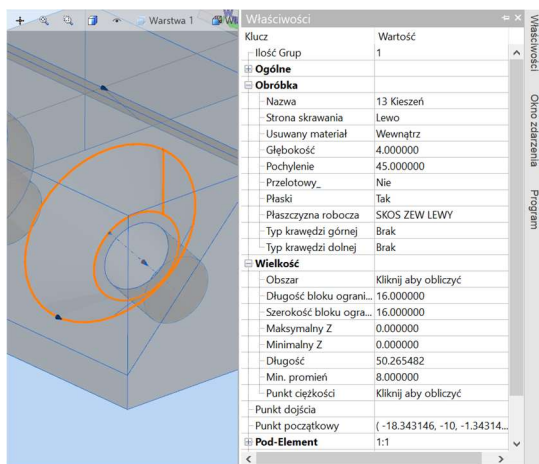 Warstwa 1
Właściwości
Klucz Wartość
Ilość Grup 1
Ogólne
Obróbka
Nazwa 13 Kieszeń
Strona skrawania Lewo
Usuwany materiał Wewnątrz
Głębokość 4.000000
Pochylenie 45.000000
Przelotowy_ Nie
Płaski Tak
Płaszczyzna robocza SKOS ZEW LEWY
Typ krawędzi górnej Brak
Typ krawędzi dolnej Brak
Wielkość
Obszar Kliknij aby obliczyć
Długość bloku ograni... 16.000000
Szerokość bloku ogra... 16.000000
Maksymalny Z 0.000000
Minimalny Z 0.000000
Długość 50.265482
Min. promień 8.000000
Punkt ciężkości Kliknij aby obliczyć
Punkt dojścia
Punkt początkowy ( -18.343146, -10, -1.34314...
Pod-Element 1:1
Właściwości
Okno zdarzenia
Program